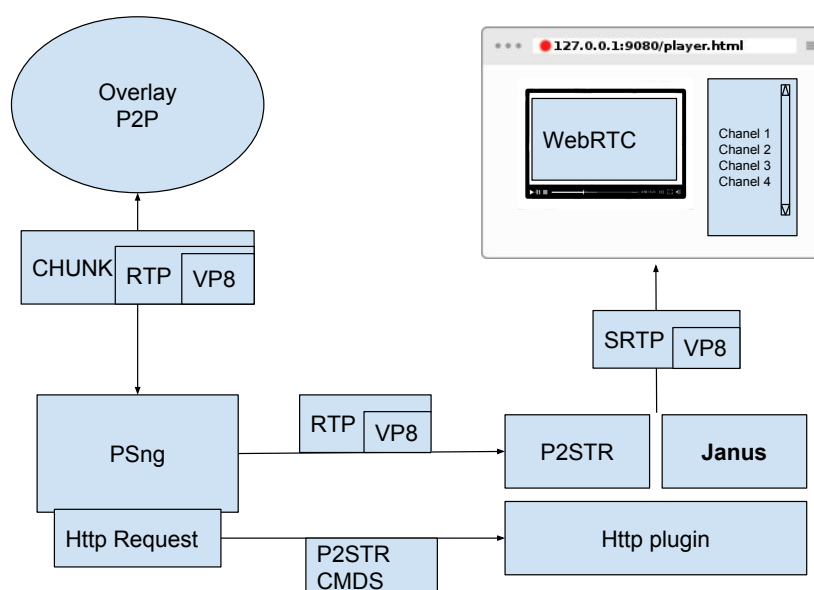 127.0.0.1:9080/player.html
Overlay
P2P
WebRTC
Chanel 1
Chanel 2
Chanel 3
Chanel 4
CHUNK
RTP
VP8
SRTP
VP8
RTP
VP8
PSng
P2STR
Janus
Http Request
P2STR
CMDS
Http plugin